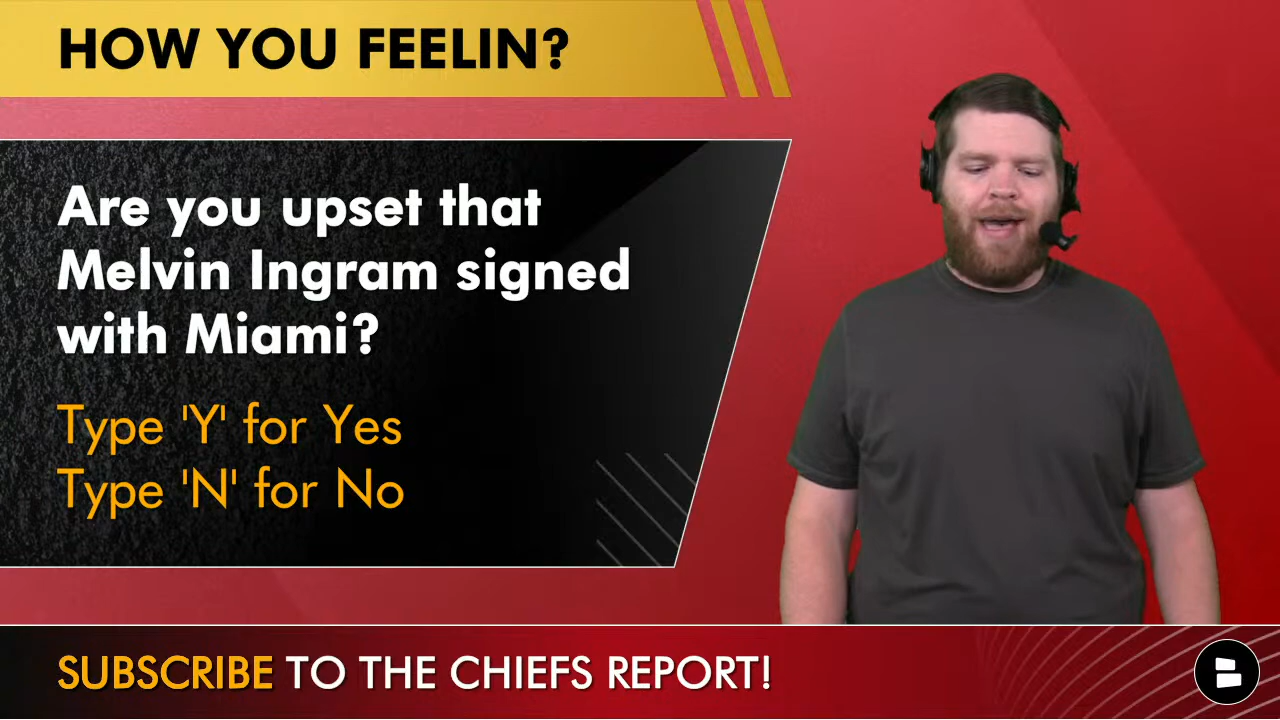 HOW YOU FEELIN?
Are you upset that
Melvin Ingram signed
with Miami?
Type 'Y' for Yes
Type 'N' for No
SUBSCRIBE TO THE CHIEFS REPORT!